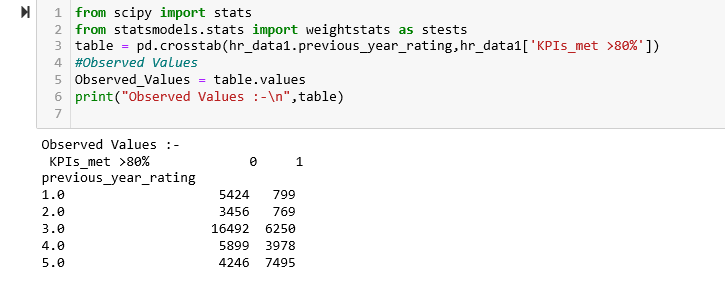 1 from scipy import stats
2 from statsmodels.stats import weightstats as stests
3 table = pd.crosstab(hr_data1.previous_year_rating,hr_data1['KPIs_met >80%'])
4 #Observed Values
5 Observed_Values = table.values
6 print("Observed Values :-\n",table)
7
Observed Values :-
KPIs_met >80% 0 1
previous_year_rating
1.0 5424 799
2.0 3456 769
3.0 16492 6250
4.0 5899 3978
5.0 4246 7495